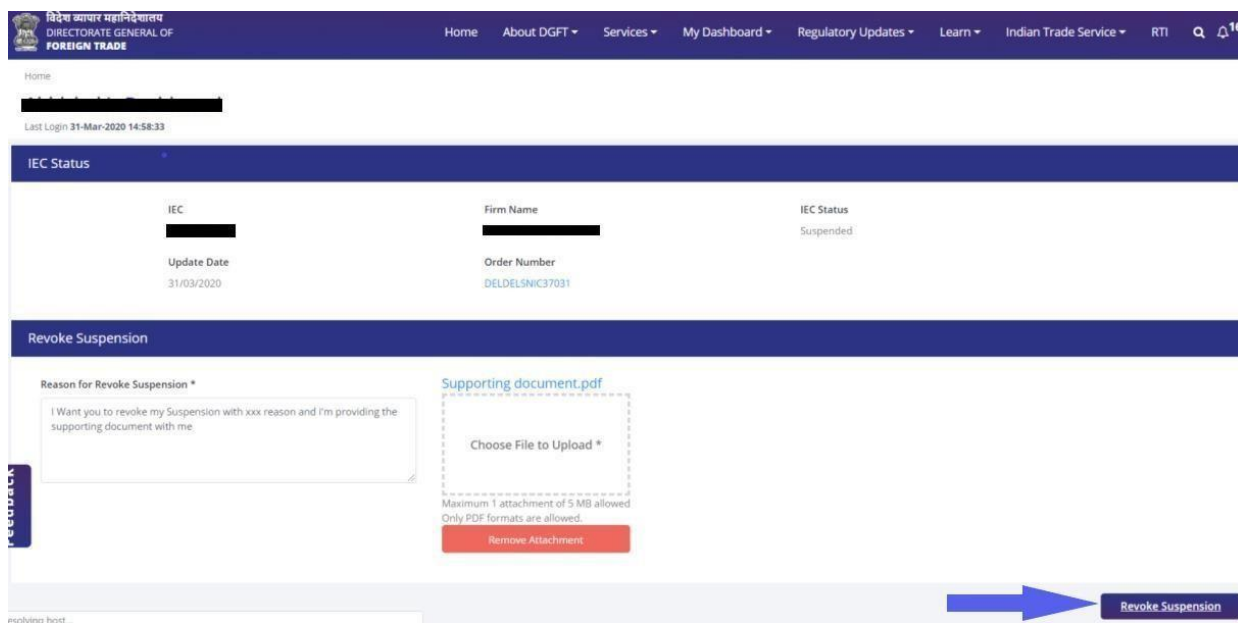 विदेश व्यापार महानिदेशालय
DIRECTORATE GENERAL OF
FOREIGN TRADE
Home About DGFT Services My Dashboard Regulatory Updates Learn Indian Trade Service RTI
Home
Last Login 31-Mar-2020 14:58:33
IEC Status
IEC Firm Name IEC Status
Suspended
Update Date Order Number
31/03/2020 DELDELSNIC37031
Revoke Suspension
Reason for Revoke Suspension * Supporting document.pdf
I Want you to revoke my Suspension with xxx reason and i'm providing the
supporting document with me
Choose File to Upload *
Feedback
Maximum 1 attachment of 5 MB allowed
Only PDF formats are allowed.
Remove Attachment
Revoke Suspension
esolving host...